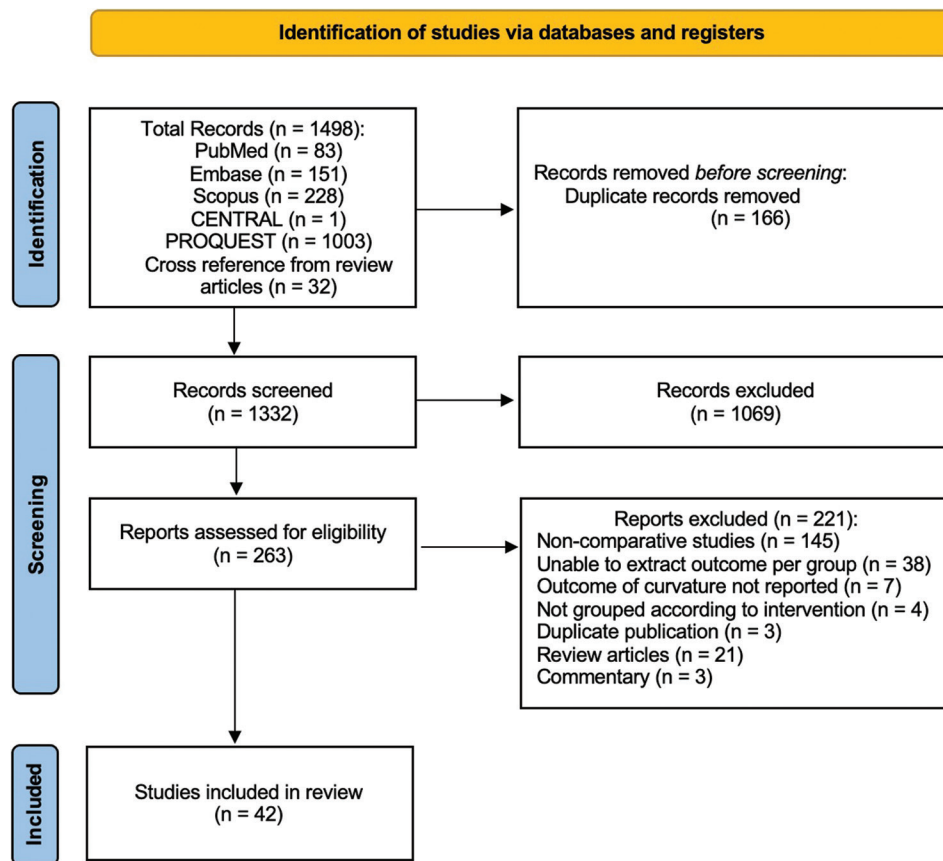 Identification of studies via databases and registers
Identification
Total Records (n = 1498):
PubMed (n = 83)
Embase (n = 151)
Scopus (n = 228)
CENTRAL (n = 1)
PROQUEST (n = 1003)
Cross reference from review
articles (n = 32)
Records removed before screening:
Duplicate records removed
(n = 166)
Screening
Records screened
(n = 1332)
Records excluded
(n = 1069)
Reports assessed for eligibility
(n = 263)
Reports excluded (n = 221):
Non-comparative studies (n = 145)
Unable to extract outcome per group (n = 38)
Outcome of curvature not reported (n = 7)
Not grouped according to intervention (n = 4)
Duplicate publication (n = 3)
Review articles (n = 21)
Commentary (n = 3)
Included
Studies included in review
(n = 42)